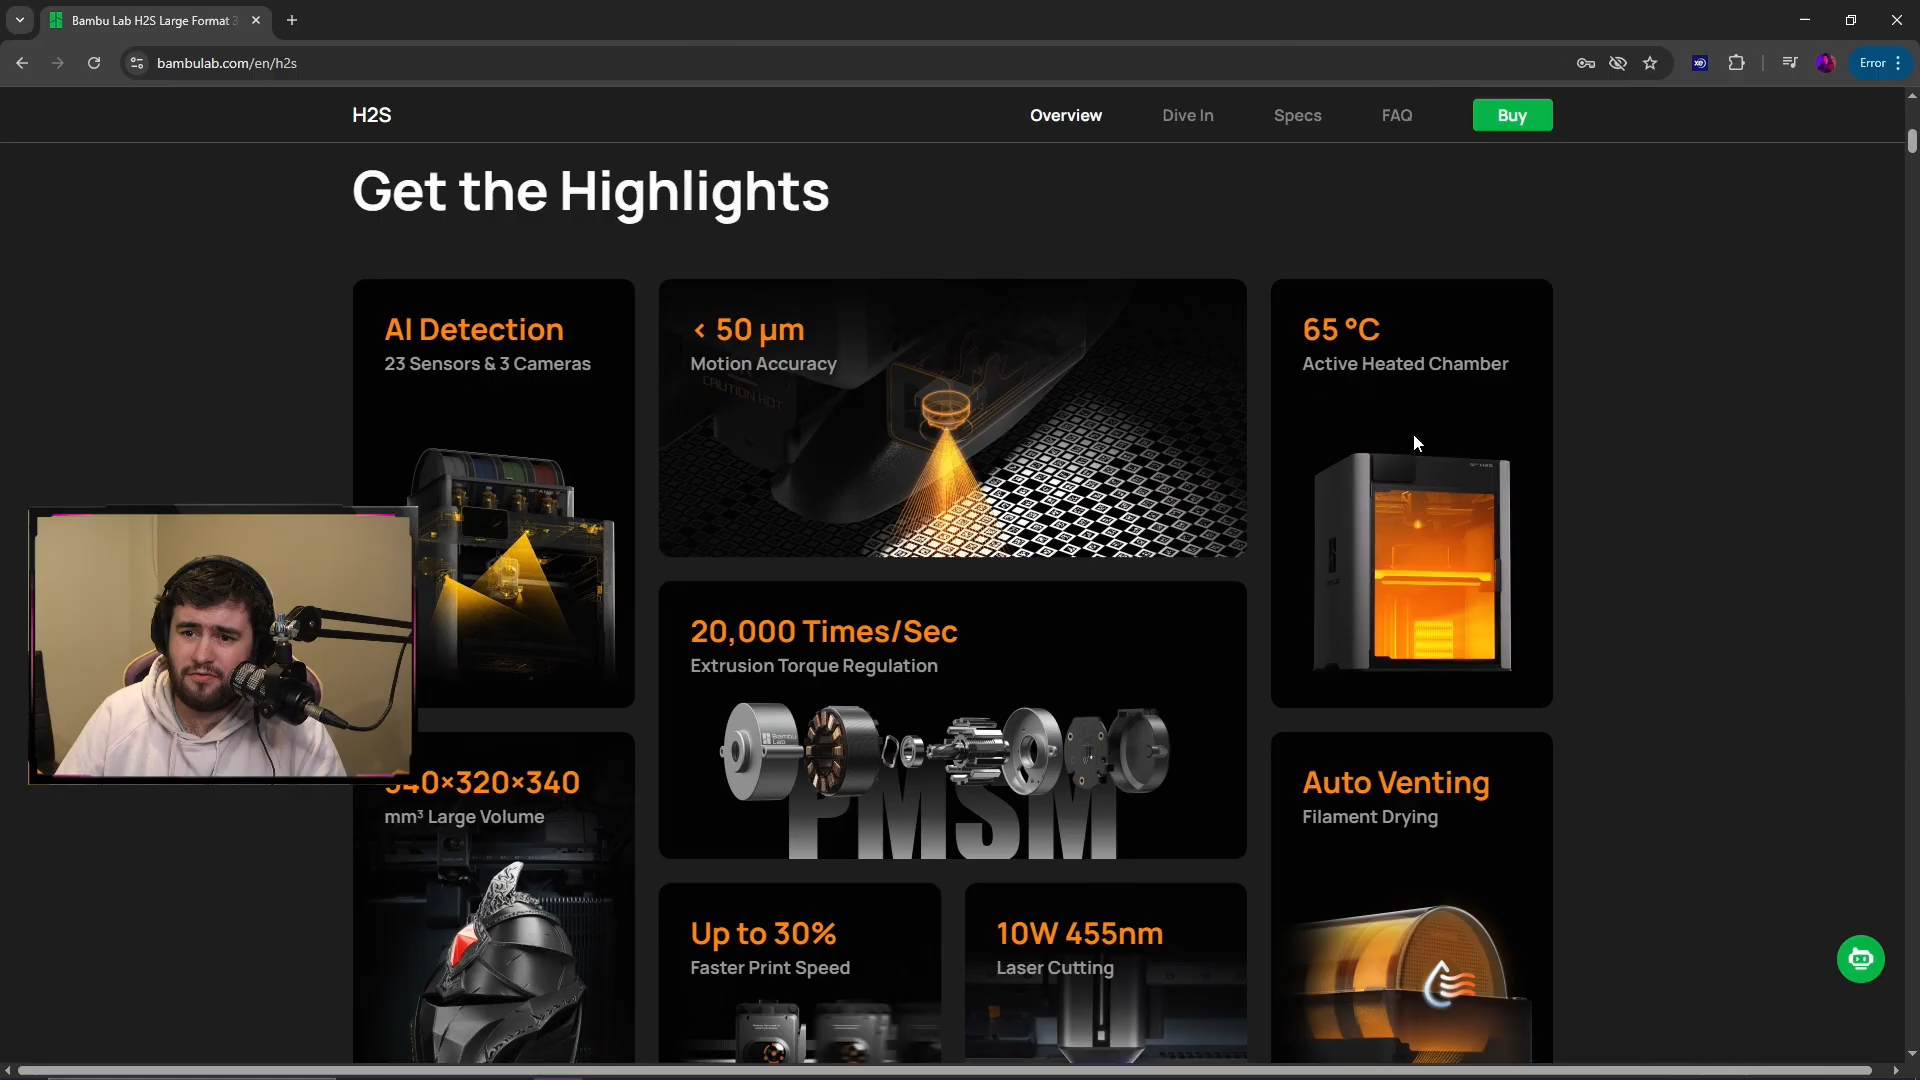 Bambu Lab H2S Large Format 3
bambulab.com/en/h2s
Error
H2S
Overview
Dive In
Specs
FAQ
Buy
Get the Highlights
AI Detection
23 Sensors & 3 Cameras
< 50 µm
Motion Accuracy
CAUTION HOT
65 °C
Active Heated Chamber
20,000 Times/Sec
Extrusion Torque Regulation
Bambu
Lab
PMSM
340×320×340
mm³ Large Volume
Auto Venting
Filament Drying
Up to 30%
Faster Print Speed
10W 455nm
Laser Cutting